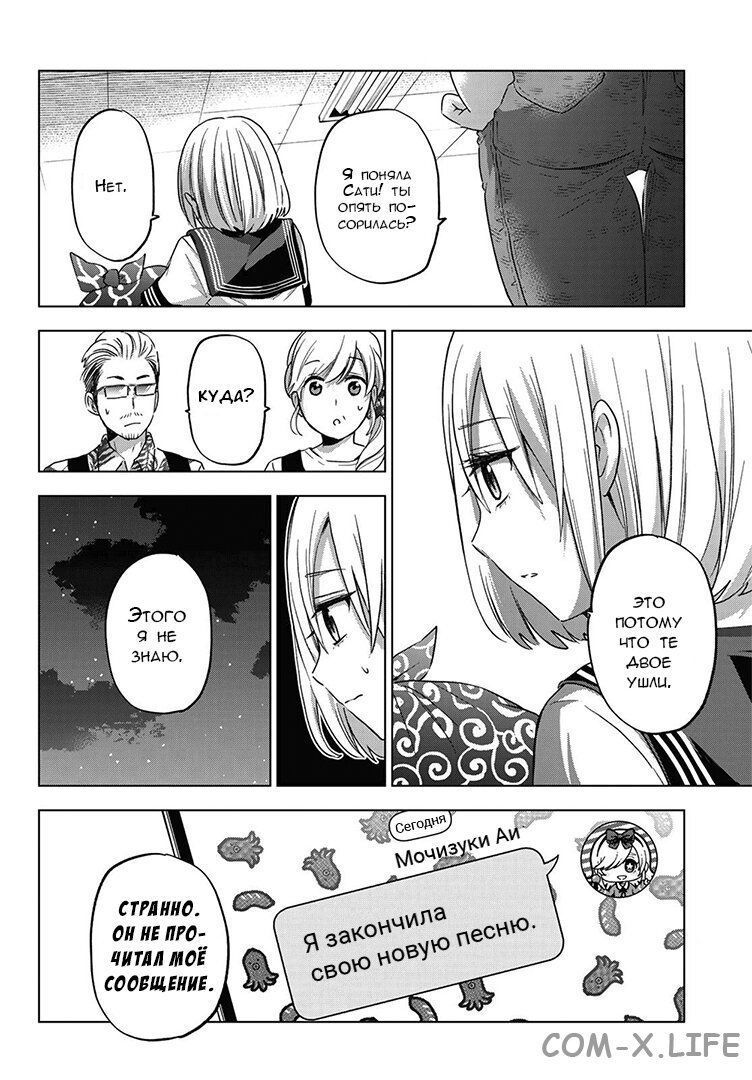 Я поняла
Сати! ты
опять по-
сорилась?
Нет.
куда?
это
потому
что те
двое
ушли.
Этого
я не
знаю.
Сегодня
Мочизуки Аи
Я закончила
свою новую песню.
странно.
он не про-
читал моё
сообщение.
COM-X.LIFE